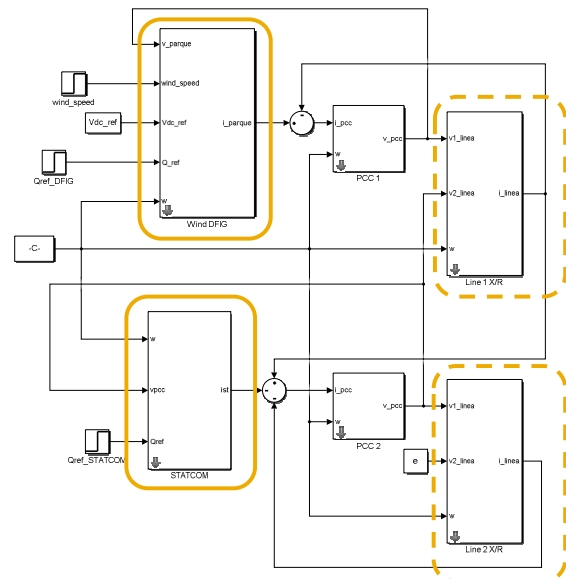 v_parque
wind_speed
Vdc_ref
Q_ref
w
i_parque
Wind DFIG
wind_speed
Vdc_ref
Qref_DFIG
-C-
i_pcc
w
v_pcc
PCC 1
v1_linea
v2_linea
w
i_linea
Line 1 X/R
w
vpcc
Qref
ist
STATCOM
Qref_STATCOM
i_pcc
w
v_pcc
PCC 2
e
v1_linea
v2_linea
w
i_linea
Line 2 X/R